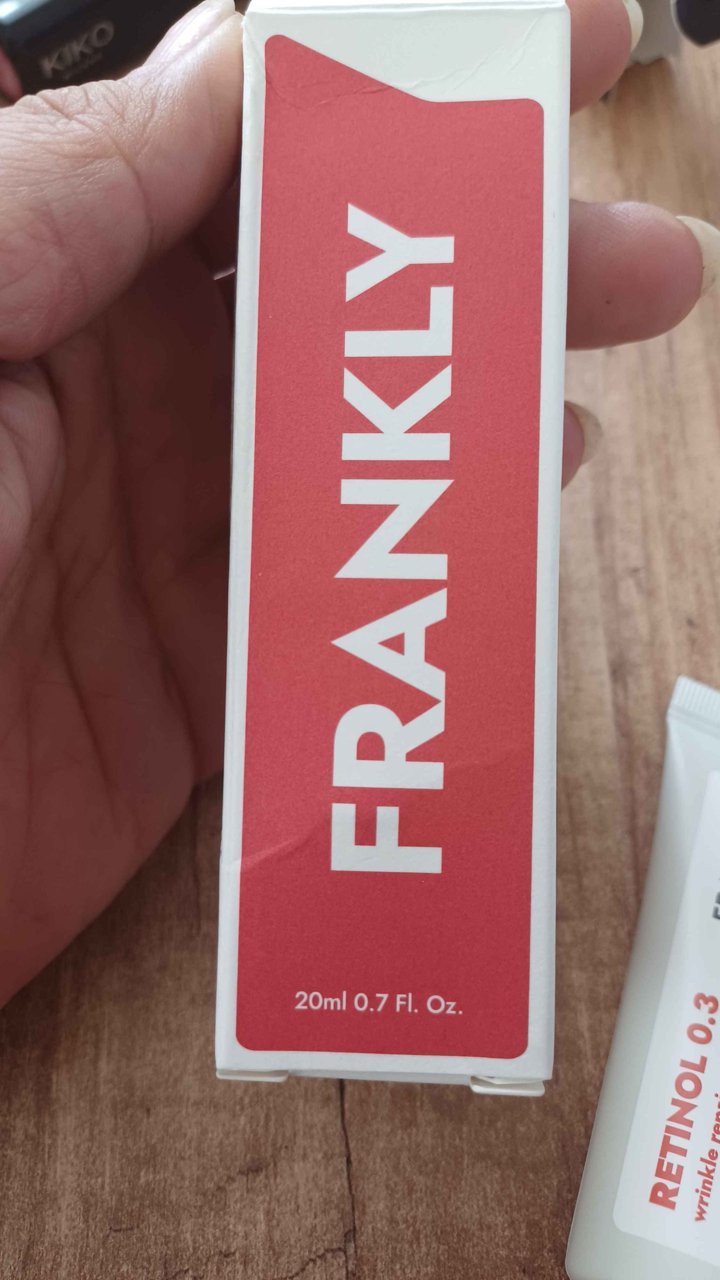 KIKO
FRANKLY
20ml 0.7 Fl. Oz.
RETINOL 0.3
wrinkle